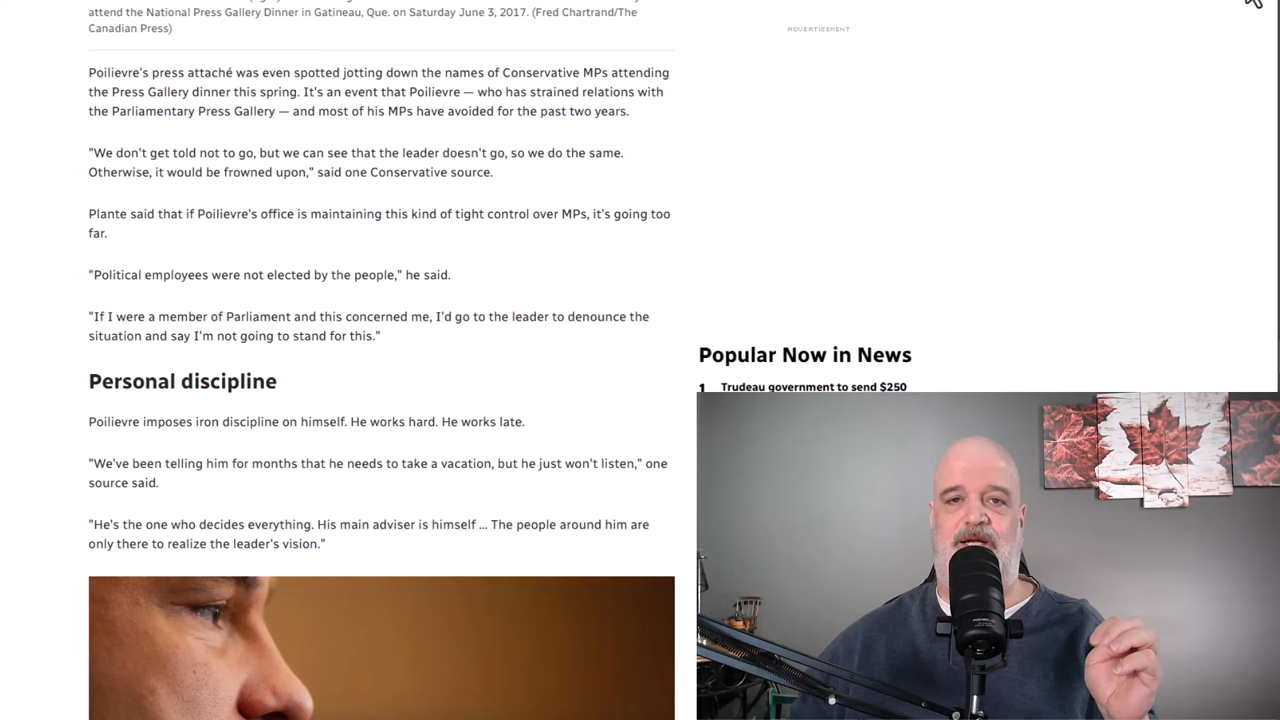 attend the National Press Gallery Dinner in Gatineau, Que. on Saturday June 3, 2017. (Fred Chartrand/The
Canadian Press)
ADVERTISEMENT
Poilievre's press attaché was even spotted jotting down the names of Conservative MPs attending
the Press Gallery dinner this spring. It's an event that Poilievre — who has strained relations with
the Parliamentary Press Gallery — and most of his MPs have avoided for the past two years.
"We don't get told not to go, but we can see that the leader doesn't go, so we do the same.
Otherwise, it would be frowned upon," said one Conservative source.
Plante said that if Poilievre's office is maintaining this kind of tight control over MPs, it's going too
far.
"Political employees were not elected by the people," he said.
"If I were a member of Parliament and this concerned me, I'd go to the leader to denounce the
situation and say I'm not going to stand for this."
Personal discipline
Poilievre imposes iron discipline on himself. He works hard. He works late.
"We've been telling him for months that he needs to take a vacation, but he just won't listen," one
source said.
"He's the one who decides everything. His main adviser is himself ... The people around him are
only there to realize the leader's vision."
Popular Now in News
1 Trudeau government to send $250